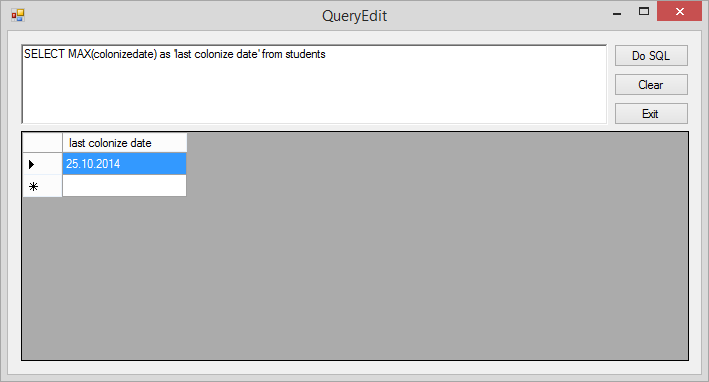 QueryEdit
SELECT MAX(colonizedate) as 'last colonize date' from students
Do SQL
Clear
Exit
last colonize date
25.10.2014